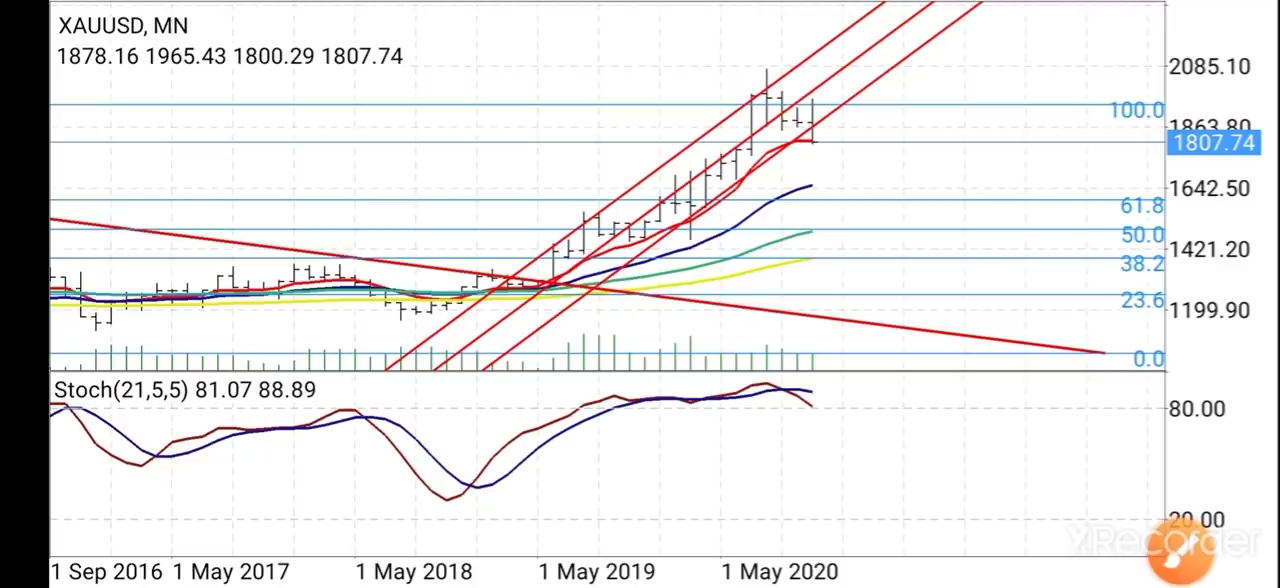 XAUUSD, MN
1878.16 1965.43 1800.29 1807.74
2085.10
100.0
1863.80
1807.74
1642.50
61.8
50.0
1421.20
38.2
23.6
1199.90
0.0
Stoch(21,5,5) 81.07 88.89
80.00
20.00
XRecorder
1 Sep 2016 1 May 2017 1 May 2018 1 May 2019 1 May 2020